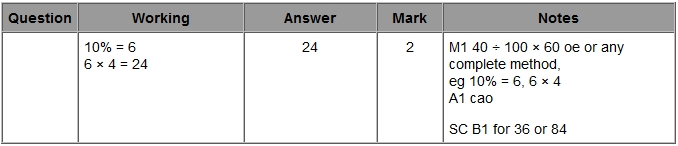 Question Working Answer Mark Notes
10% = 6 24 2 M1 40 ÷ 100 × 60 oe or any
6 × 4 = 24 complete method,
eg 10% = 6, 6 × 4
A1 cao
SC B1 for 36 or 84